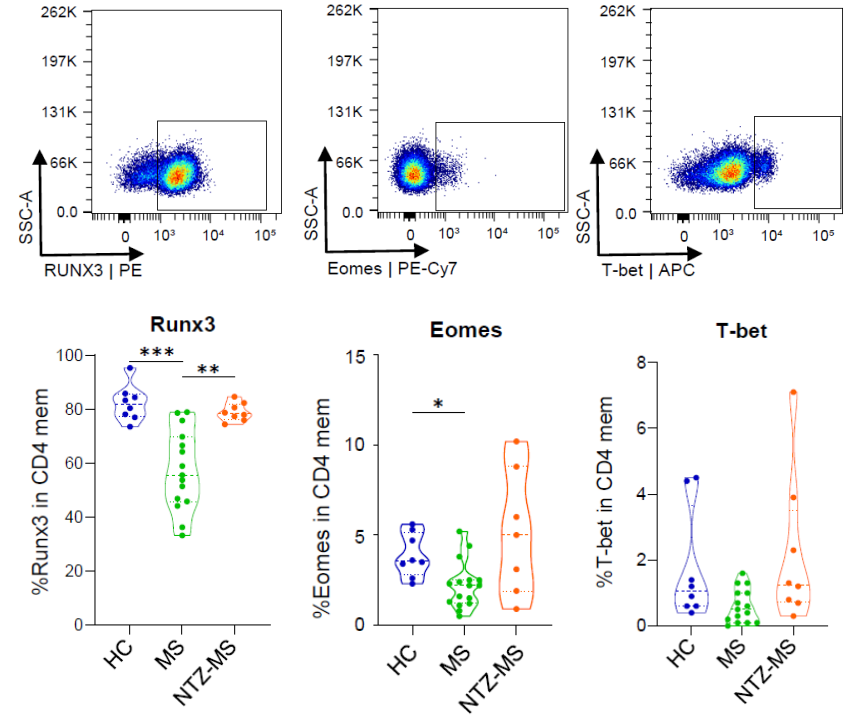 262K
197K
131K
66K
0.0
SSC-A
0 10³ 10⁴ 10⁵
RUNX3 | PE
262K
197K
131K
66K
0.0
SSC-A
0 10³ 10⁴ 10⁵
Eomes | PE-Cy7
262K
197K
131K
66K
0.0
SSC-A
0 10³ 10⁴ 10⁵
T-bet | APC
Runx3
%Runx3 in CD4 mem
100
80
60
40
20
0
*** **
HC MS NTZ-MS
Eomes
%Eomes in CD4 mem
15
10
5
0
*
HC MS NTZ-MS
T-bet
%T-bet in CD4 mem
8
6
4
2
0
HC MS NTZ-MS